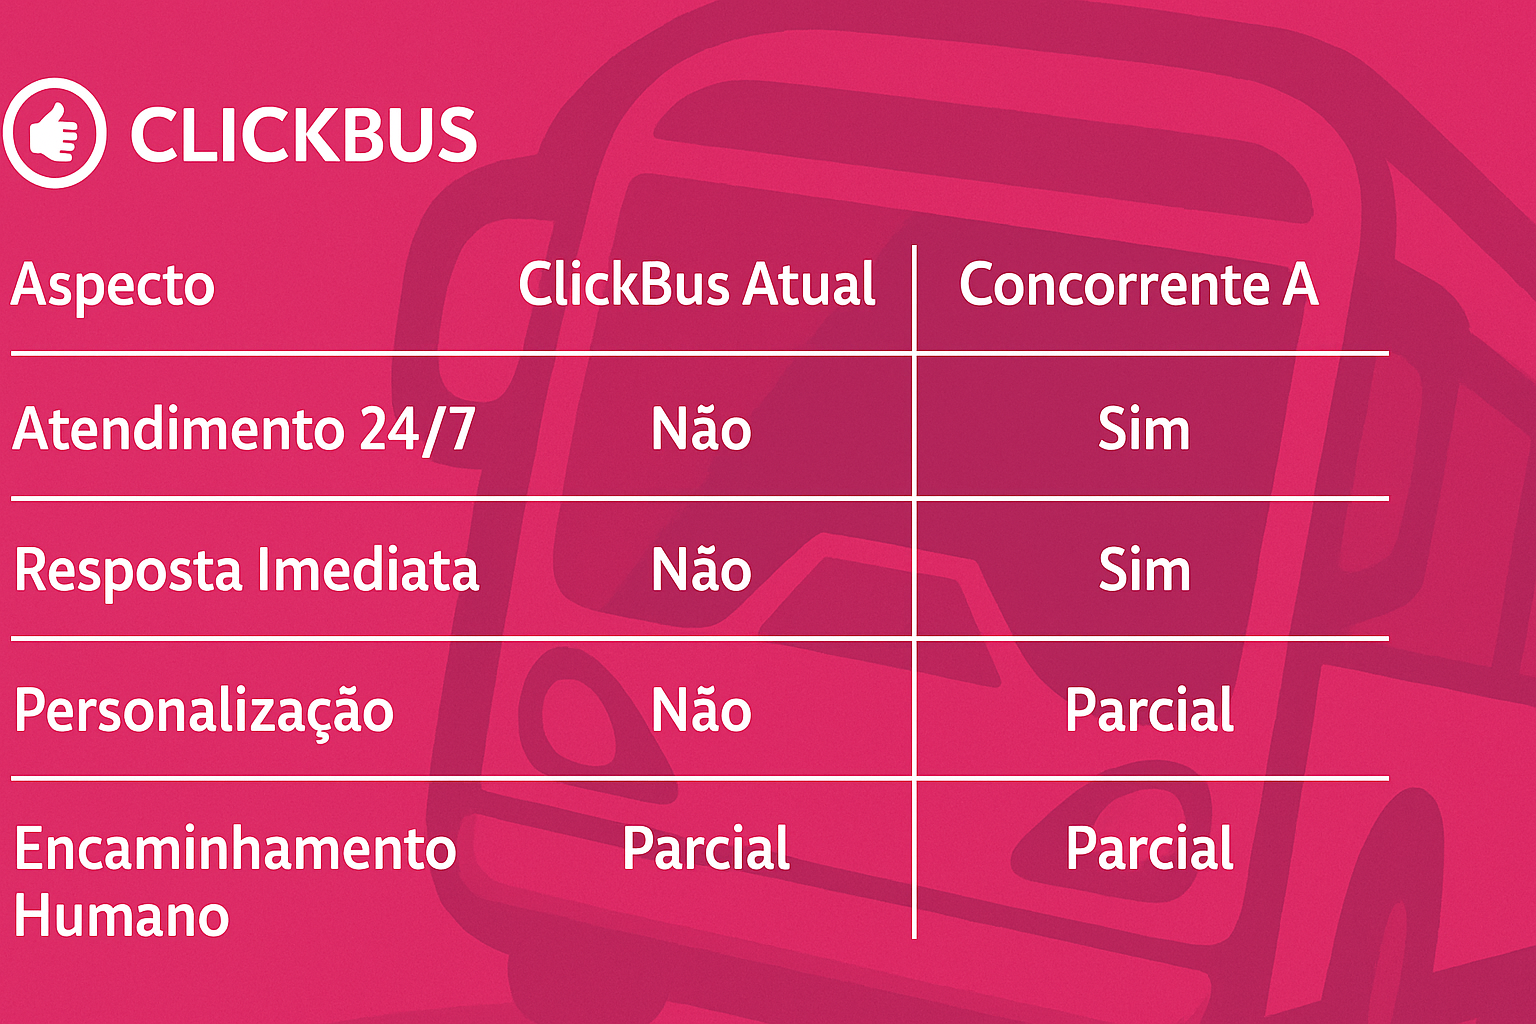 CLICKBUS
Aspecto ClickBus Atual Concorrente A
Atendimento 24/7 Não Sim
Resposta Imediata Não Sim
Personalização Não Parcial
Encaminhamento Parcial Parcial
Humano